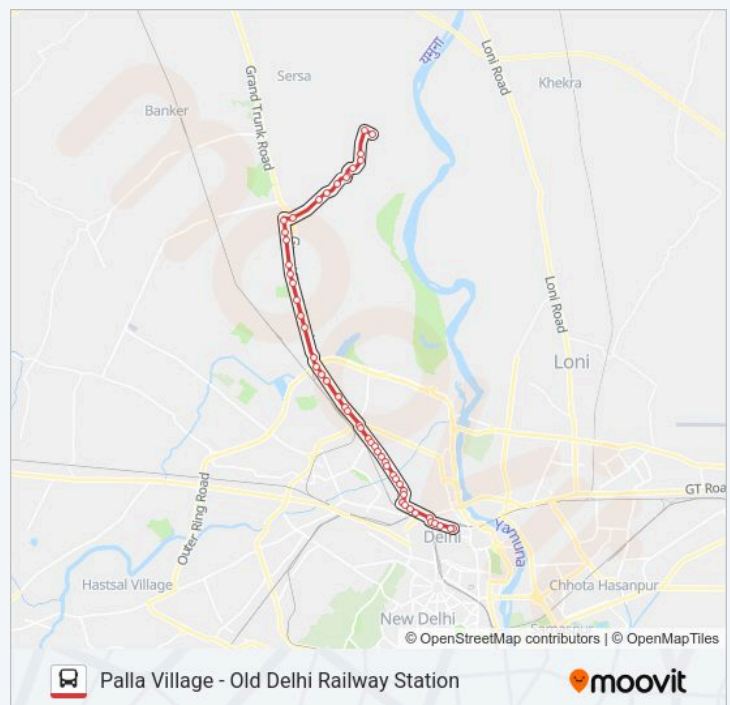 यमुना
Sersa
Loni Road
Khekra
Banker
Grand Trunk Road
G
Loni Road
Loni
Outer Ring Road
GT Roa
Yamuna
Delhi
Hastsal Village
Chhota Hasanpur
New Delhi
© OpenStreetMap contributors | © OpenMapTiles
Palla Village - Old Delhi Railway Station
moovit